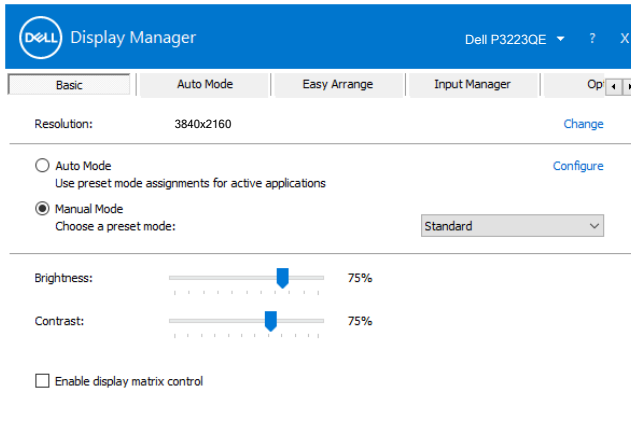 DELL Display Manager Dell P3223QE ? X
Basic Auto Mode Easy Arrange Input Manager Op
Resolution: 3840x2160 Change
Auto Mode Configure
Use preset mode assignments for active applications
Manual Mode
Choose a preset mode: Standard
Brightness: 75%
Contrast: 75%
Enable display matrix control